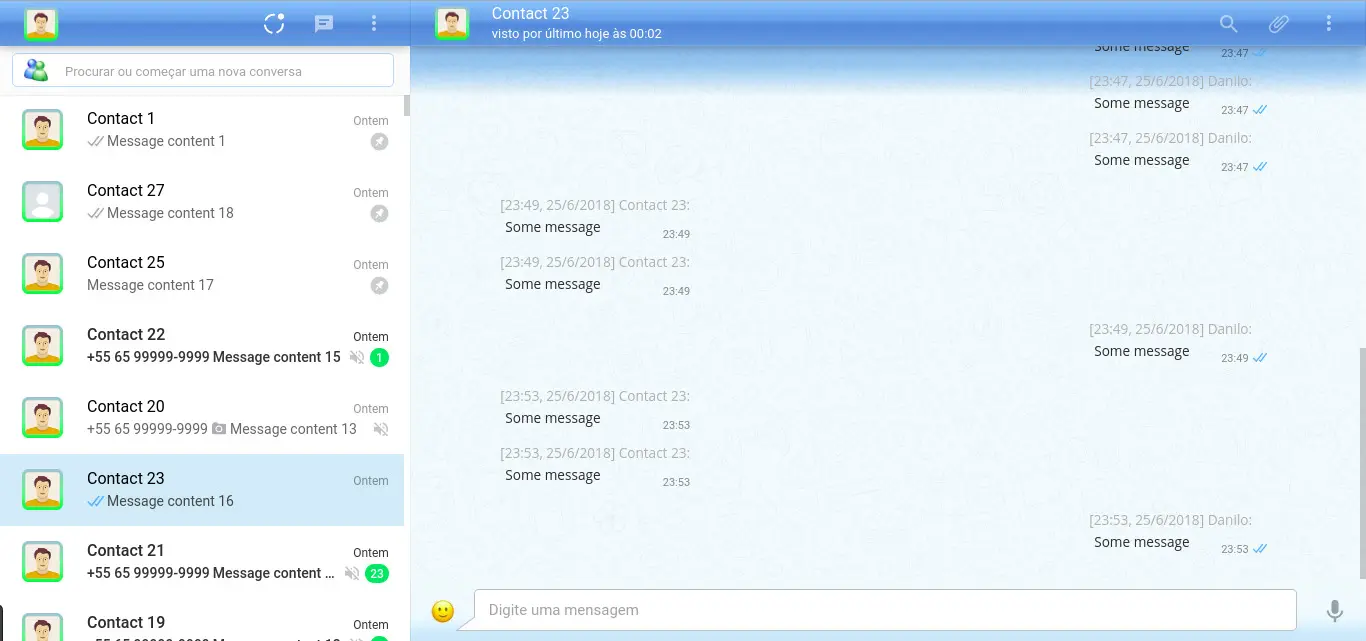 Procurar ou começar uma nova conversa
Contact 1
Ontem
Message content 1
Contact 27
Ontem
Message content 18
Contact 25
Ontem
Message content 17
Contact 22
Ontem
+55 65 99999-9999 Message content 15
1
Contact 20
Ontem
+55 65 99999-9999 Message content 13
Contact 23
Ontem
Message content 16
Contact 21
Ontem
+55 65 99999-9999 Message content ...
23
Contact 19
Ontem
Contact 23
visto por último hoje às 00:02
Some message
23:47
[23:47, 25/6/2018] Danilo:
Some message
23:47
[23:47, 25/6/2018] Danilo:
Some message
23:47
[23:49, 25/6/2018] Contact 23:
Some message
23:49
[23:49, 25/6/2018] Contact 23:
Some message
23:49
[23:49, 25/6/2018] Danilo:
Some message
23:49
[23:53, 25/6/2018] Contact 23:
Some message
23:53
[23:53, 25/6/2018] Contact 23:
Some message
23:53
[23:53, 25/6/2018] Danilo:
Some message
23:53
Digite uma mensagem